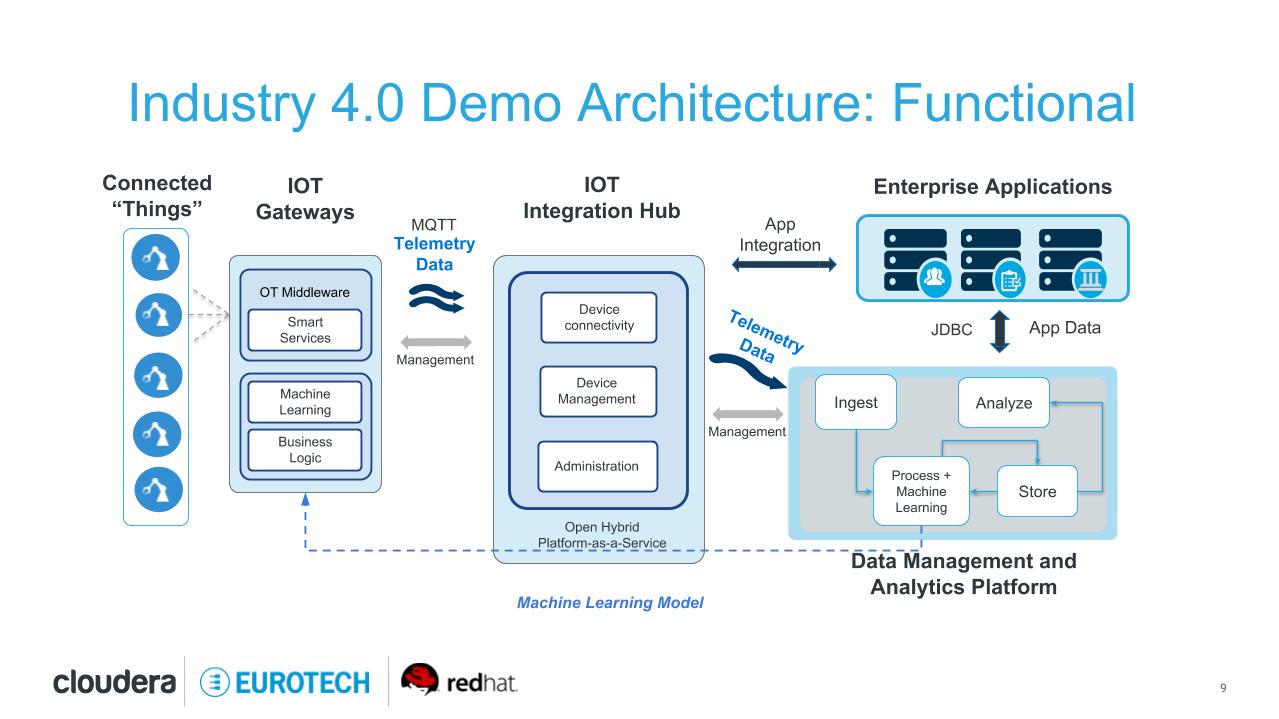 Industry 4.0 Demo Architecture: Functional
Connected
“Things”
IOT
Gateways
OT Middleware
Smart
Services
Machine
Learning
Business
Logic
MQTT
Telemetry
Data
Management
IOT
Integration Hub
Device
connectivity
Device
Management
Administration
Open Hybrid
Platform-as-a-Service
App
Integration
Telemetry
Data
Management
Enterprise Applications
JDBC
App Data
Ingest
Analyze
Process +
Machine
Learning
Store
Data Management and
Analytics Platform
Machine Learning Model
cloudera
EUROTECH
redhat.
9